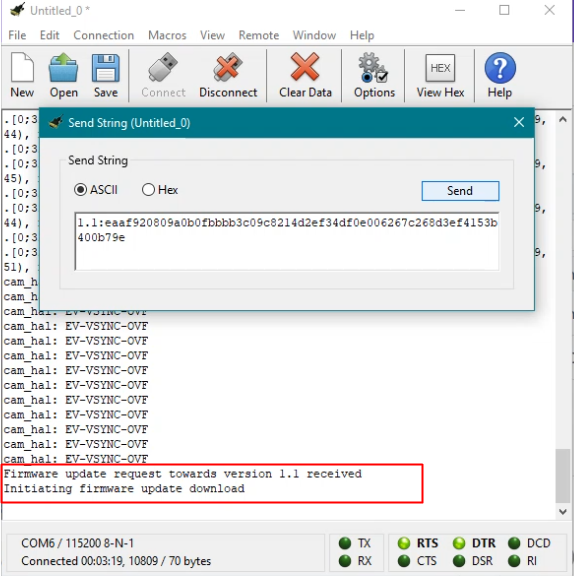 Untitled_0 *
File Edit Connection Macros View Remote Window Help
New Open Save Connect Disconnect Clear Data Options HEX View Hex ? Help
.[0;3 9,
44),
.[0;3
.[0;3 9,
45),
.[0;3
.[0;3 9,
44),
.[0;3
.[0;3 9,
51),
Send String (Untitled_0)
Send String
ASCII Hex Send
1.1:eaaf920809a0b0fbbbb3c09c8214d2ef34df0e006267c268d3ef4153b
400b79e
cam_h
cam_h
cam_hal: EV-VSYNC-OVF
cam_hal: EV-VSYNC-OVF
cam_hal: EV-VSYNC-OVF
cam_hal: EV-VSYNC-OVF
cam_hal: EV-VSYNC-OVF
cam_hal: EV-VSYNC-OVF
cam_hal: EV-VSYNC-OVF
cam_hal: EV-VSYNC-OVF
cam_hal: EV-VSYNC-OVF
cam_hal: EV-VSYNC-OVF
cam_hal: EV-VSYNC-OVF
Firmware update request towards version 1.1 received
Initiating firmware update download
COM6 / 115200 8-N-1 TX RTS DTR DCD
Connected 00:03:19, 10809 / 70 bytes RX CTS DSR RI